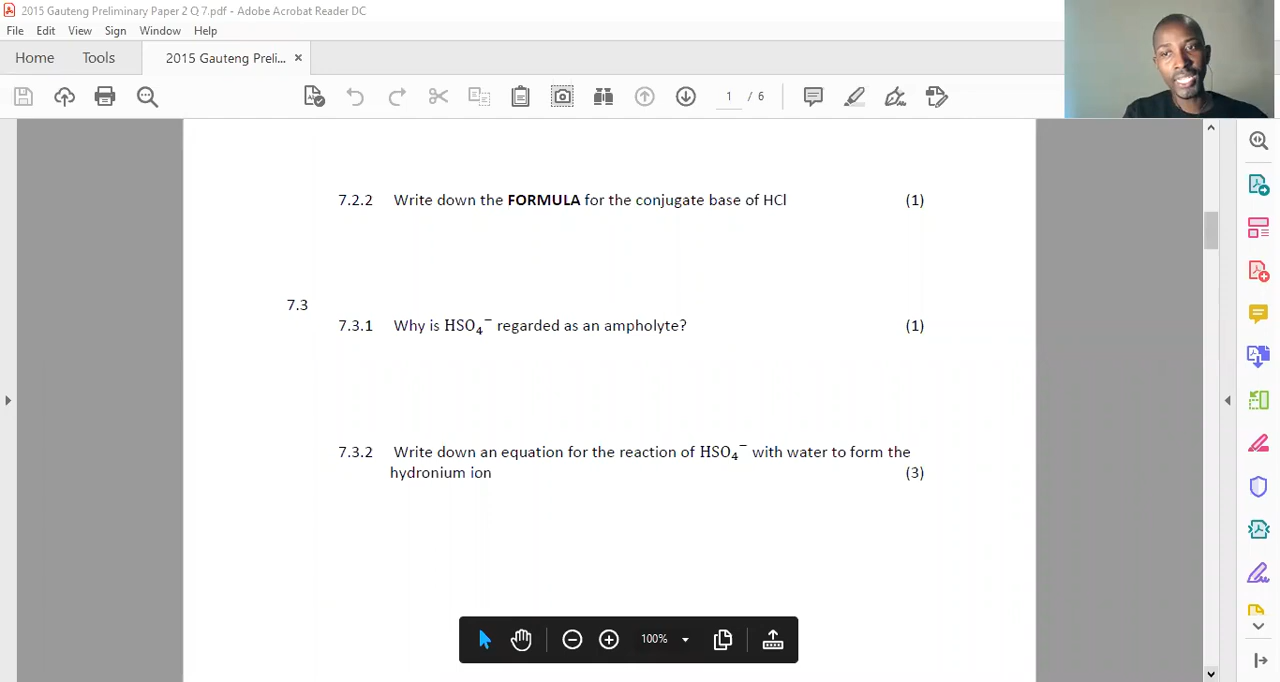 2015 Gauteng Preliminary Paper 2 Q 7.pdf - Adobe Acrobat Reader DC
File Edit View Sign Window Help
Home Tools 2015 Gauteng Preli... ×
1 / 6
7.2.2 Write down the FORMULA for the conjugate base of HCl (1)
7.3
7.3.1 Why is HSO₄⁻ regarded as an ampholyte? (1)
7.3.2 Write down an equation for the reaction of HSO₄⁻ with water to form the
hydronium ion (3)
100%